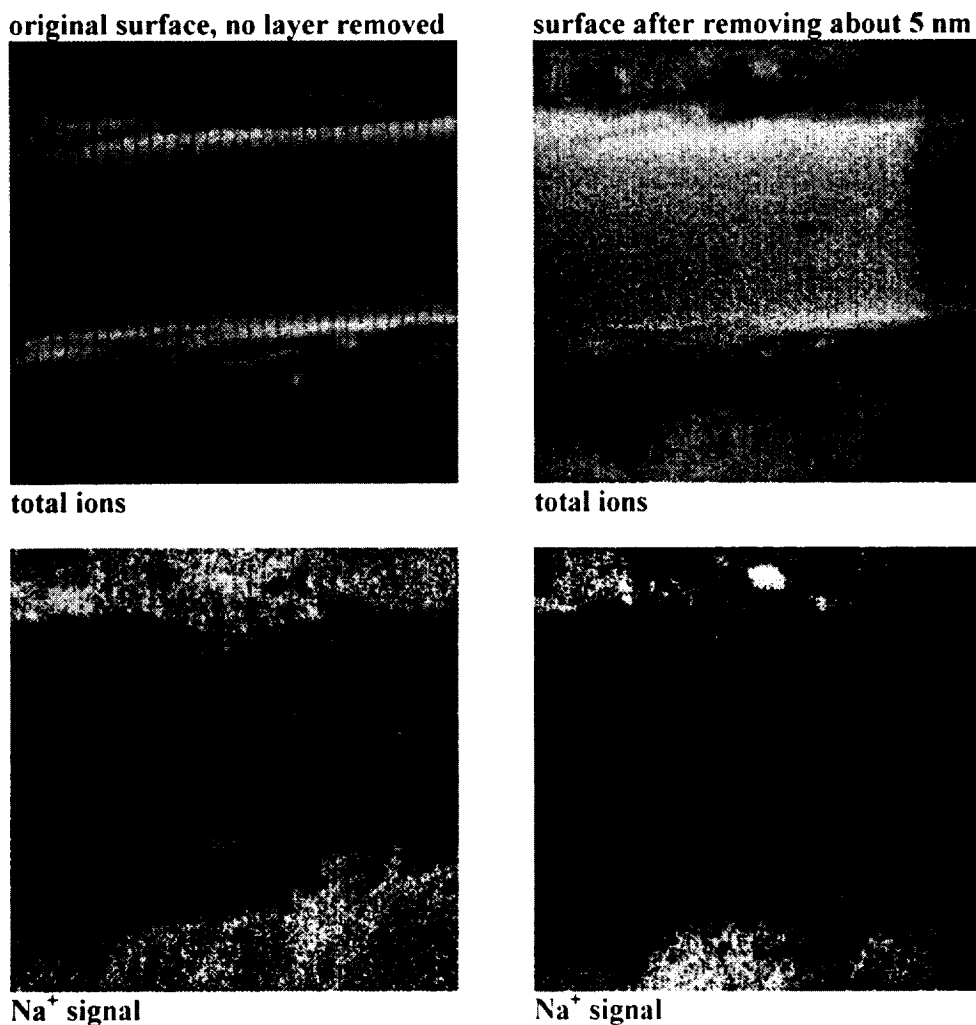 original surface, no layer removed
surface after removing about 5 nm
total ions
total ions
Na⁺ signal
Na⁺ signal